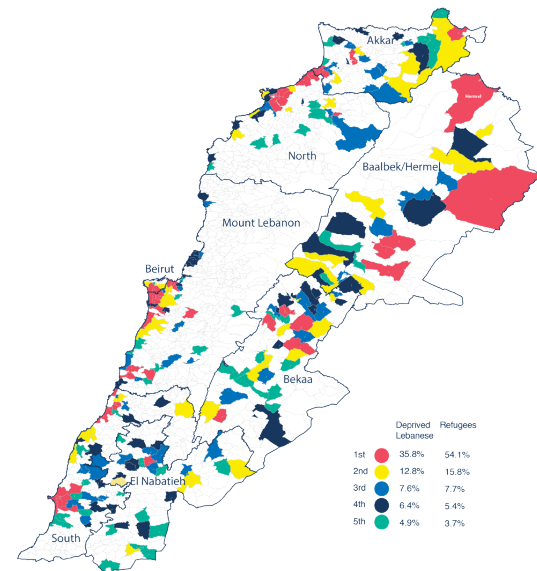 Akkar
Hermel
North
Baalbek/Hermel
Mount Lebanon
Beirut
Bekaa
El Nabatieh
South
Deprived Lebanese Refugees
1st 35.8% 54.1%
2nd 12.8% 15.8%
3rd 7.6% 7.7%
4th 6.4% 5.4%
5th 4.9% 3.7%